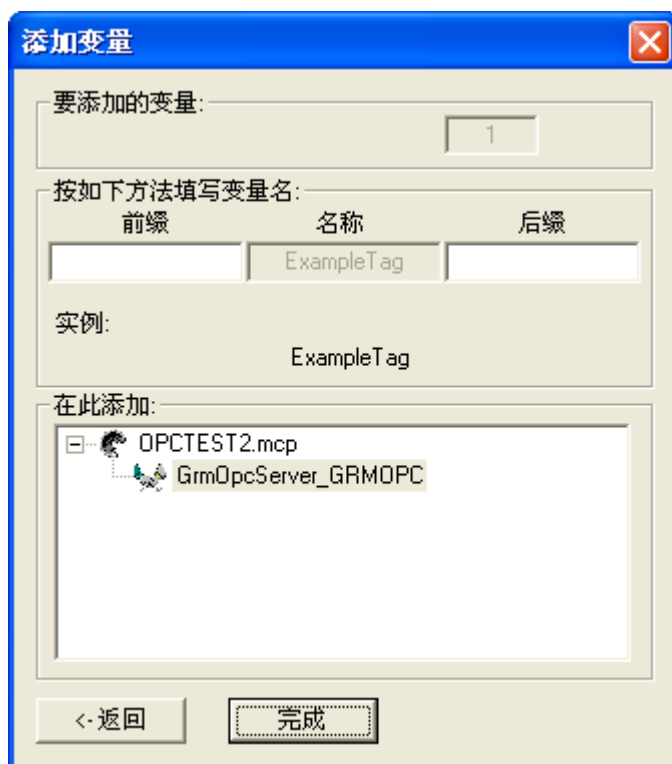 添加变量
要添加的变量:
1
按如下方法填写变量名:
前缀 名称 后缀
ExampleTag
实例:
ExampleTag
在此添加:
OPCTEST2.mcp
GrmOpcServer_GRMOPC
<-返回 完成